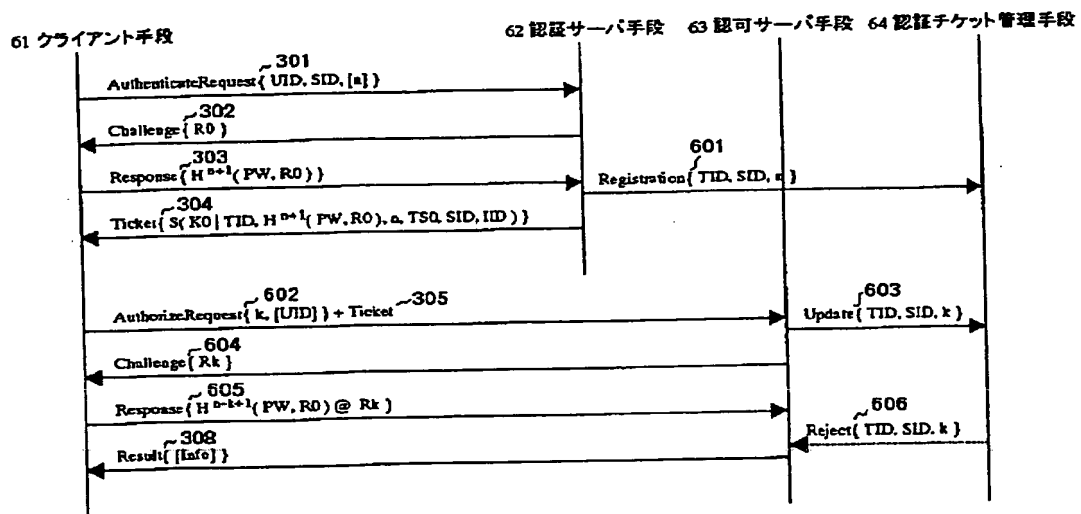 61 クライアント手段
62 認証サーバ手段
63 認可サーバ手段
64 認証チケット管理手段
301
AuthenticateRequest{ UID, SID, [n] }
302
Challenge{ R0 }
303
Response{ H^{n+1}( PW, R0 ) }
601
Registration{ TID, SID, n }
304
Ticket{ S( K0 | TID, H^{n+1}( PW, R0 ), n, TS0, SID, IID ) }
602
AuthorizeRequest{ k, [UID] } + Ticket
305
603
Update{ TID, SID, k }
604
Challenge{ Rk }
605
Response{ H^{n-k+1}( PW, R0 ) @ Rk }
606
Reject{ TID, SID, k }
308
Result{ [Info] }